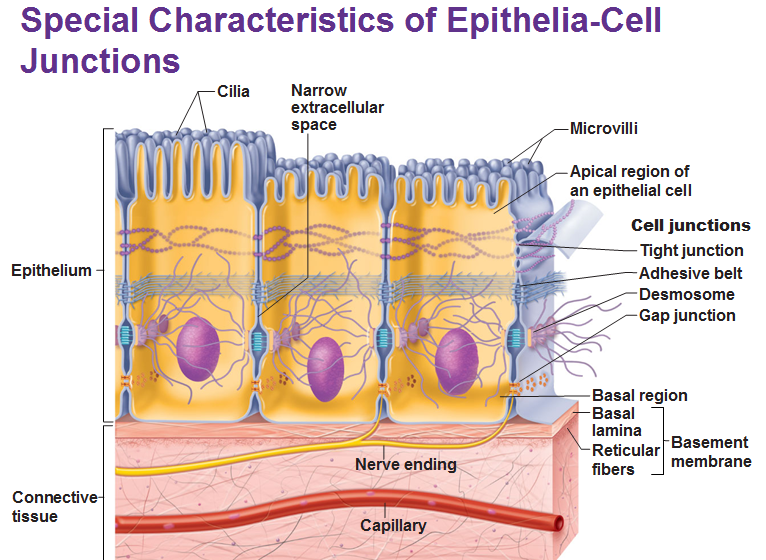 Special Characteristics of Epithelia-Cell
Junctions
Cilia
Narrow
extracellular
space
Microvilli
Apical region of
an epithelial cell
Cell junctions
Tight junction
Adhesive belt
Desmosome
Gap junction
Epithelium
Basal region
Basal
lamina
Reticular
fibers
Basement
membrane
Nerve ending
Connective
tissue
Capillary